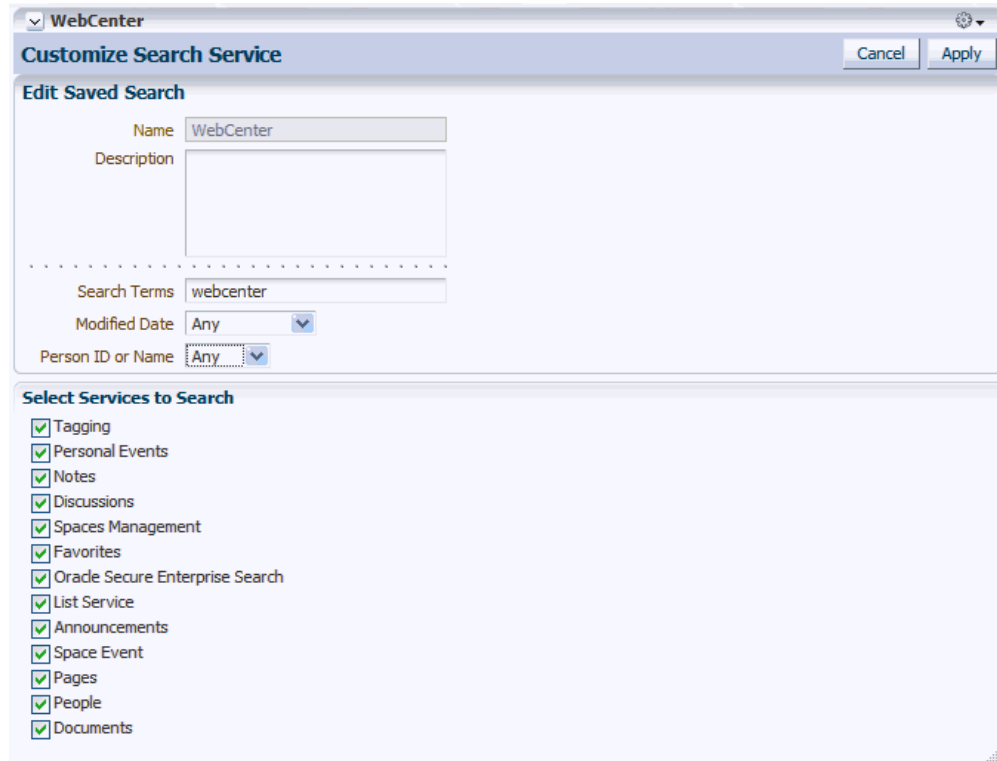 WebCenter
Customize Search Service
Cancel
Apply
Edit Saved Search
Name WebCenter
Description
Search Terms webcenter
Modified Date Any
Person ID or Name Any
Select Services to Search
Tagging
Personal Events
Notes
Discussions
Spaces Management
Favorites
Oracle Secure Enterprise Search
List Service
Announcements
Space Event
Pages
People
Documents